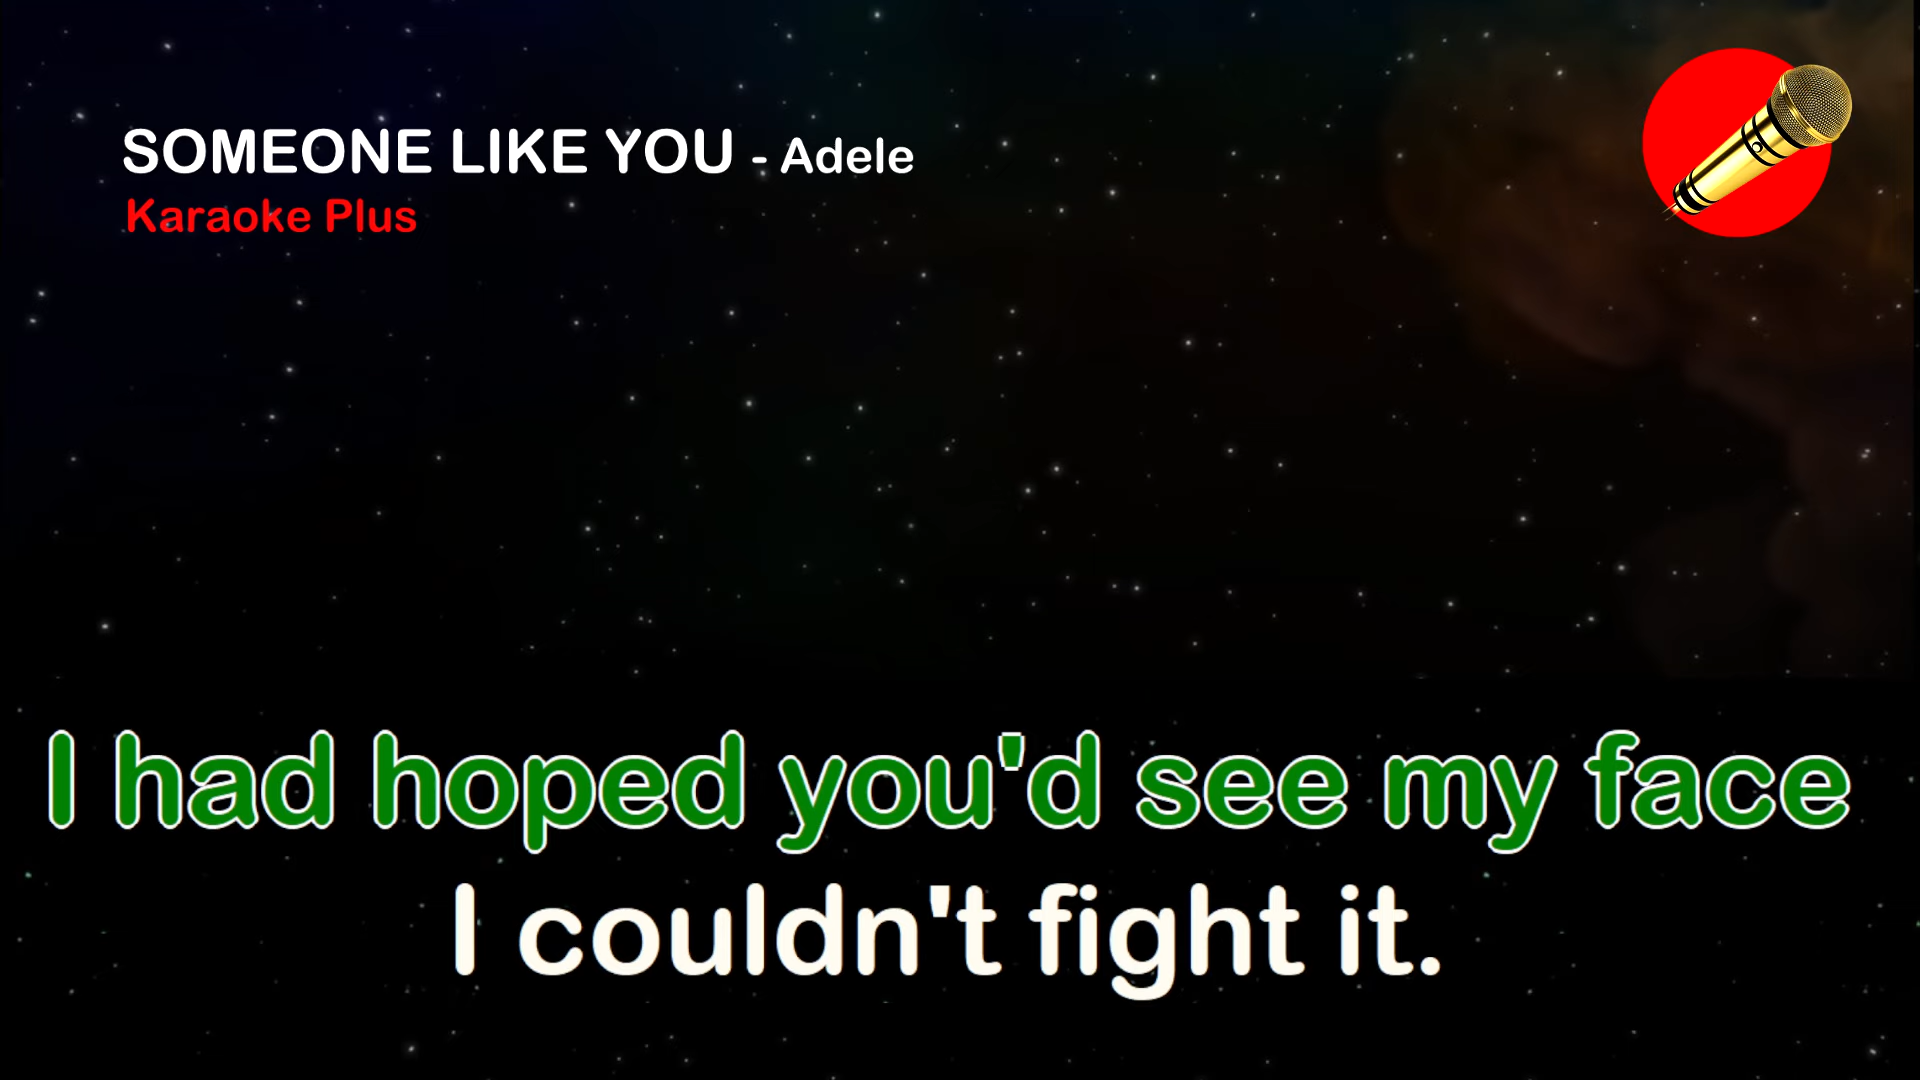 SOMEONE LIKE YOU - Adele
Karaoke Plus
I had hoped you'd see my face
I couldn't fight it.